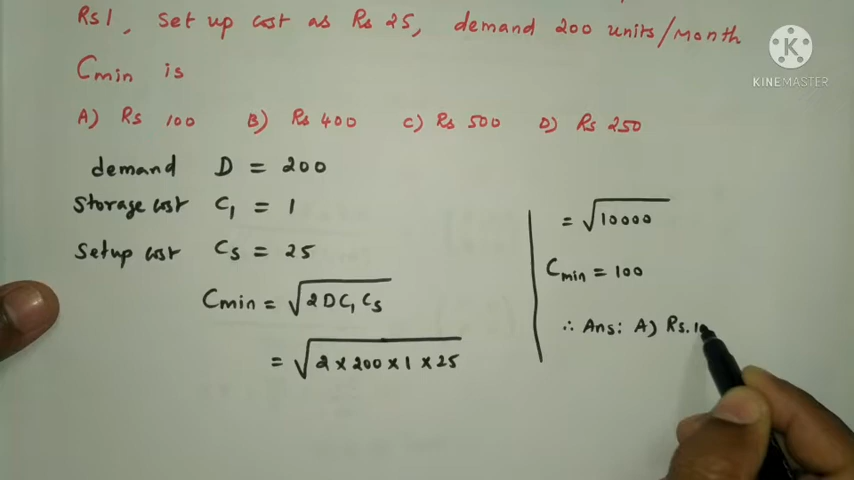 Rs 1, Set up cost as Rs 25, demand 200 units/Month
Cmin is
A) Rs 100 B) Rs 400 C) Rs 500 D) Rs 250
demand D = 200
Storage cost C1 = 1
Setup cost Cs = 25
Cmin = √2DC1Cs
= √2×200×1×25
= √10000
Cmin = 100
∴ Ans: A) Rs. 1
K
KINEMASTER